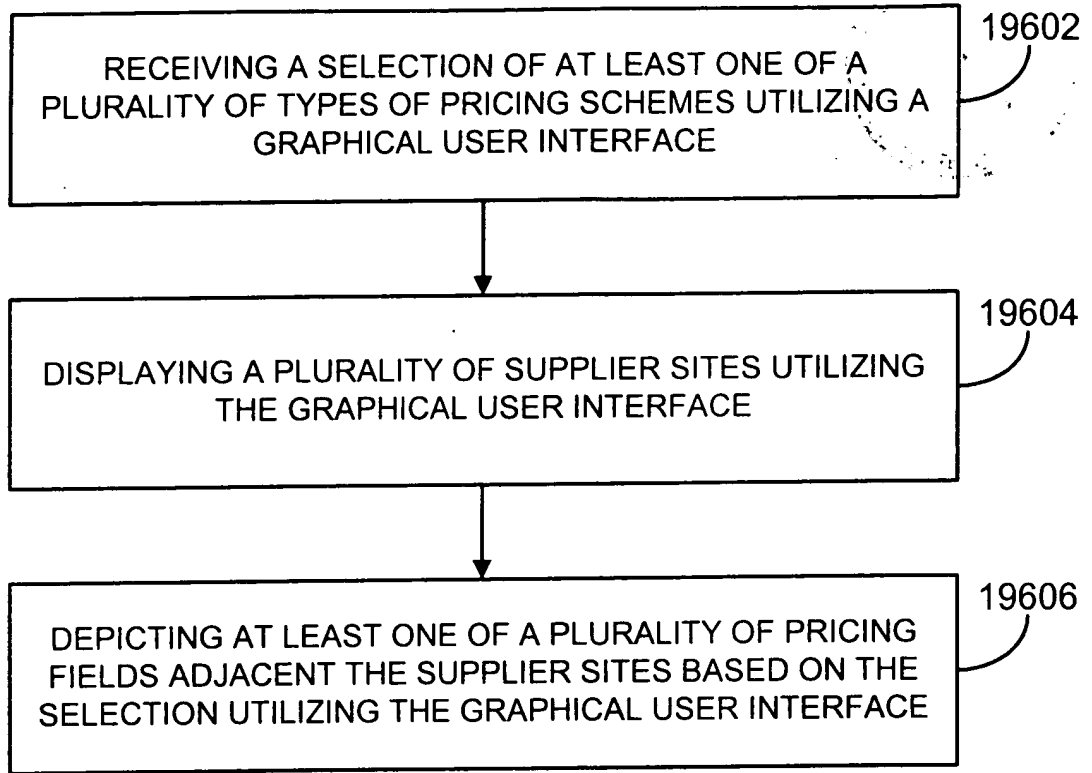 19602
RECEIVING A SELECTION OF AT LEAST ONE OF A
PLURALITY OF TYPES OF PRICING SCHEMES UTILIZING A
GRAPHICAL USER INTERFACE
19604
DISPLAYING A PLURALITY OF SUPPLIER SITES UTILIZING
THE GRAPHICAL USER INTERFACE
19606
DEPICTING AT LEAST ONE OF A PLURALITY OF PRICING
FIELDS ADJACENT THE SUPPLIER SITES BASED ON THE
SELECTION UTILIZING THE GRAPHICAL USER INTERFACE